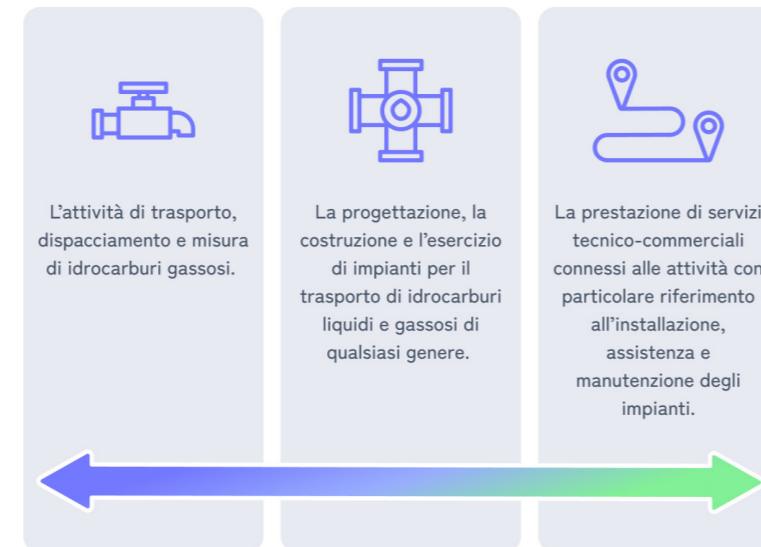 L'attività di trasporto,
dispacciamento e misura
di idrocarburi gassosi.
La progettazione, la
costruzione e l'esercizio
di impianti per il
trasporto di idrocarburi
liquidi e gassosi di
qualsiasi genere.
La prestazione di servizi
tecnico-commerciali
connessi alle attività con
particolare riferimento
all'installazione,
assistenza e
manutenzione degli
impianti.